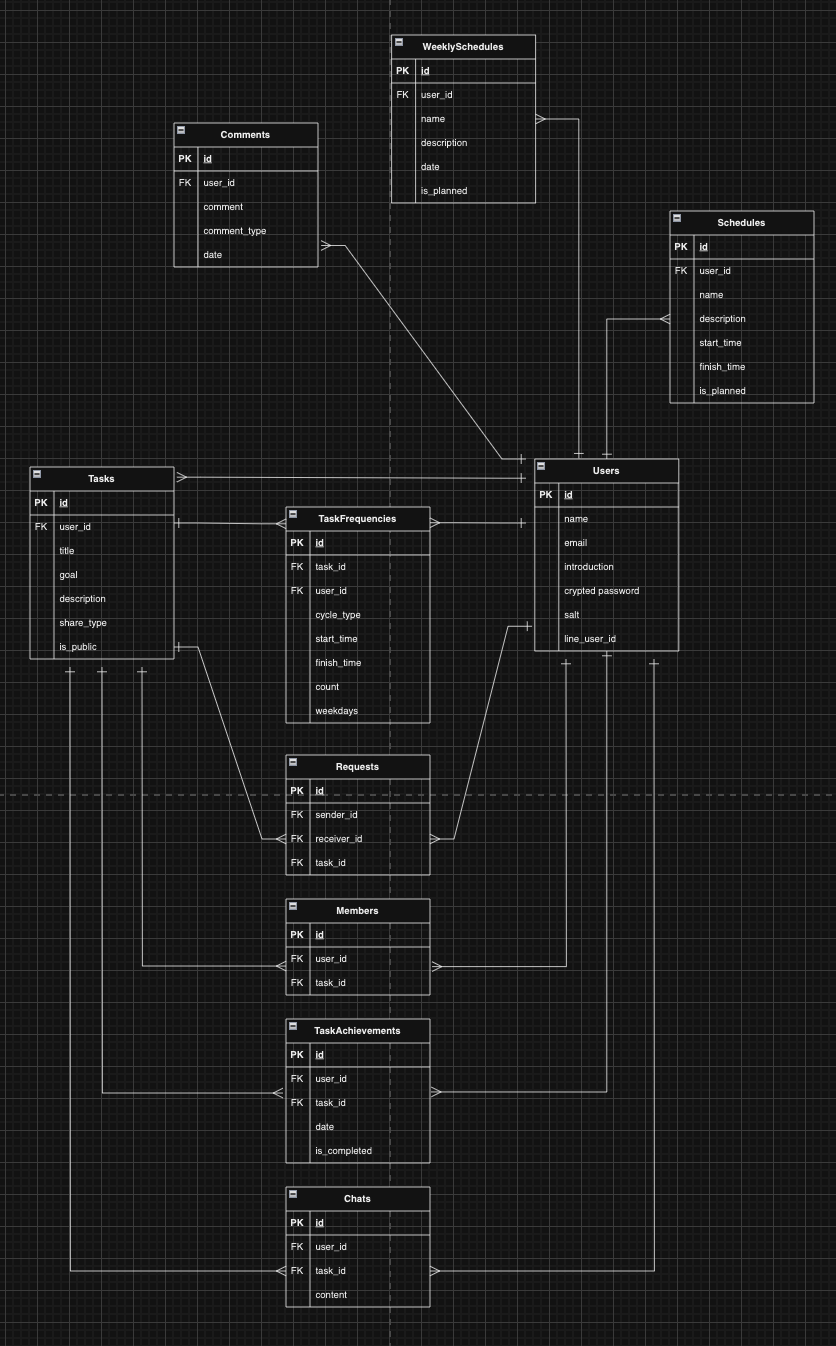 WeeklySchedules
PK id
FK user_id
name
description
date
is_planned
Comments
PK id
FK user_id
comment
comment_type
date
Schedules
PK id
FK user_id
name
description
start_time
finish_time
is_planned
Tasks
PK id
FK user_id
title
goal
description
share_type
is_public
TaskFrequencies
PK id
FK task_id
FK user_id
cycle_type
start_time
finish_time
count
weekdays
Users
PK id
name
email
introduction
crypted password
salt
line_user_id
Requests
PK id
FK sender_id
FK receiver_id
FK task_id
Members
PK id
FK user_id
FK task_id
TaskAchievements
PK id
FK user_id
FK task_id
date
is_completed
Chats
PK id
FK user_id
FK task_id
content